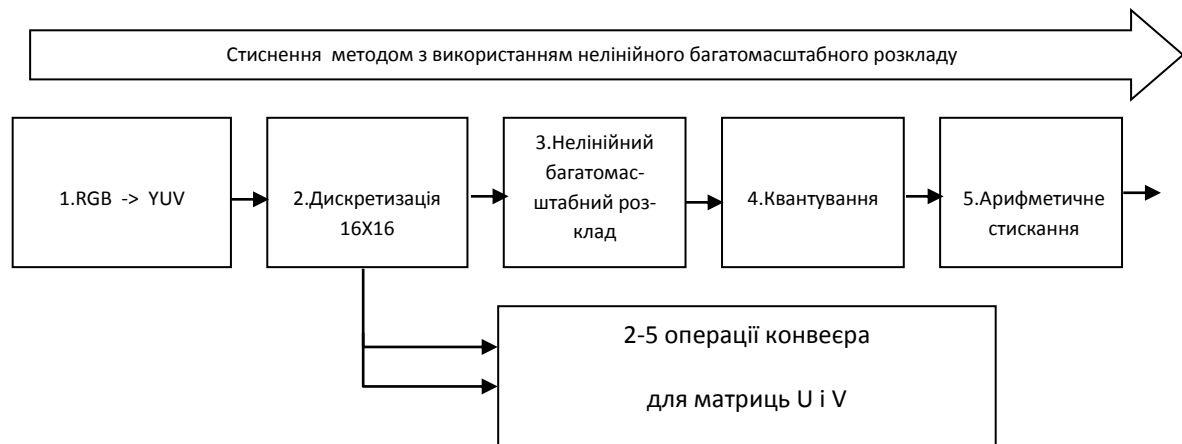 Стиснення методом з використанням нелінійного багатомасштабного розкладу
1.RGB -> YUV
2.Дискретизація
16X16
3.Нелінійний
багатомас-
штабний роз-
клад
4.Квантування
5.Арифметичне
стискання
2-5 операції конвеєра
для матриць U і V